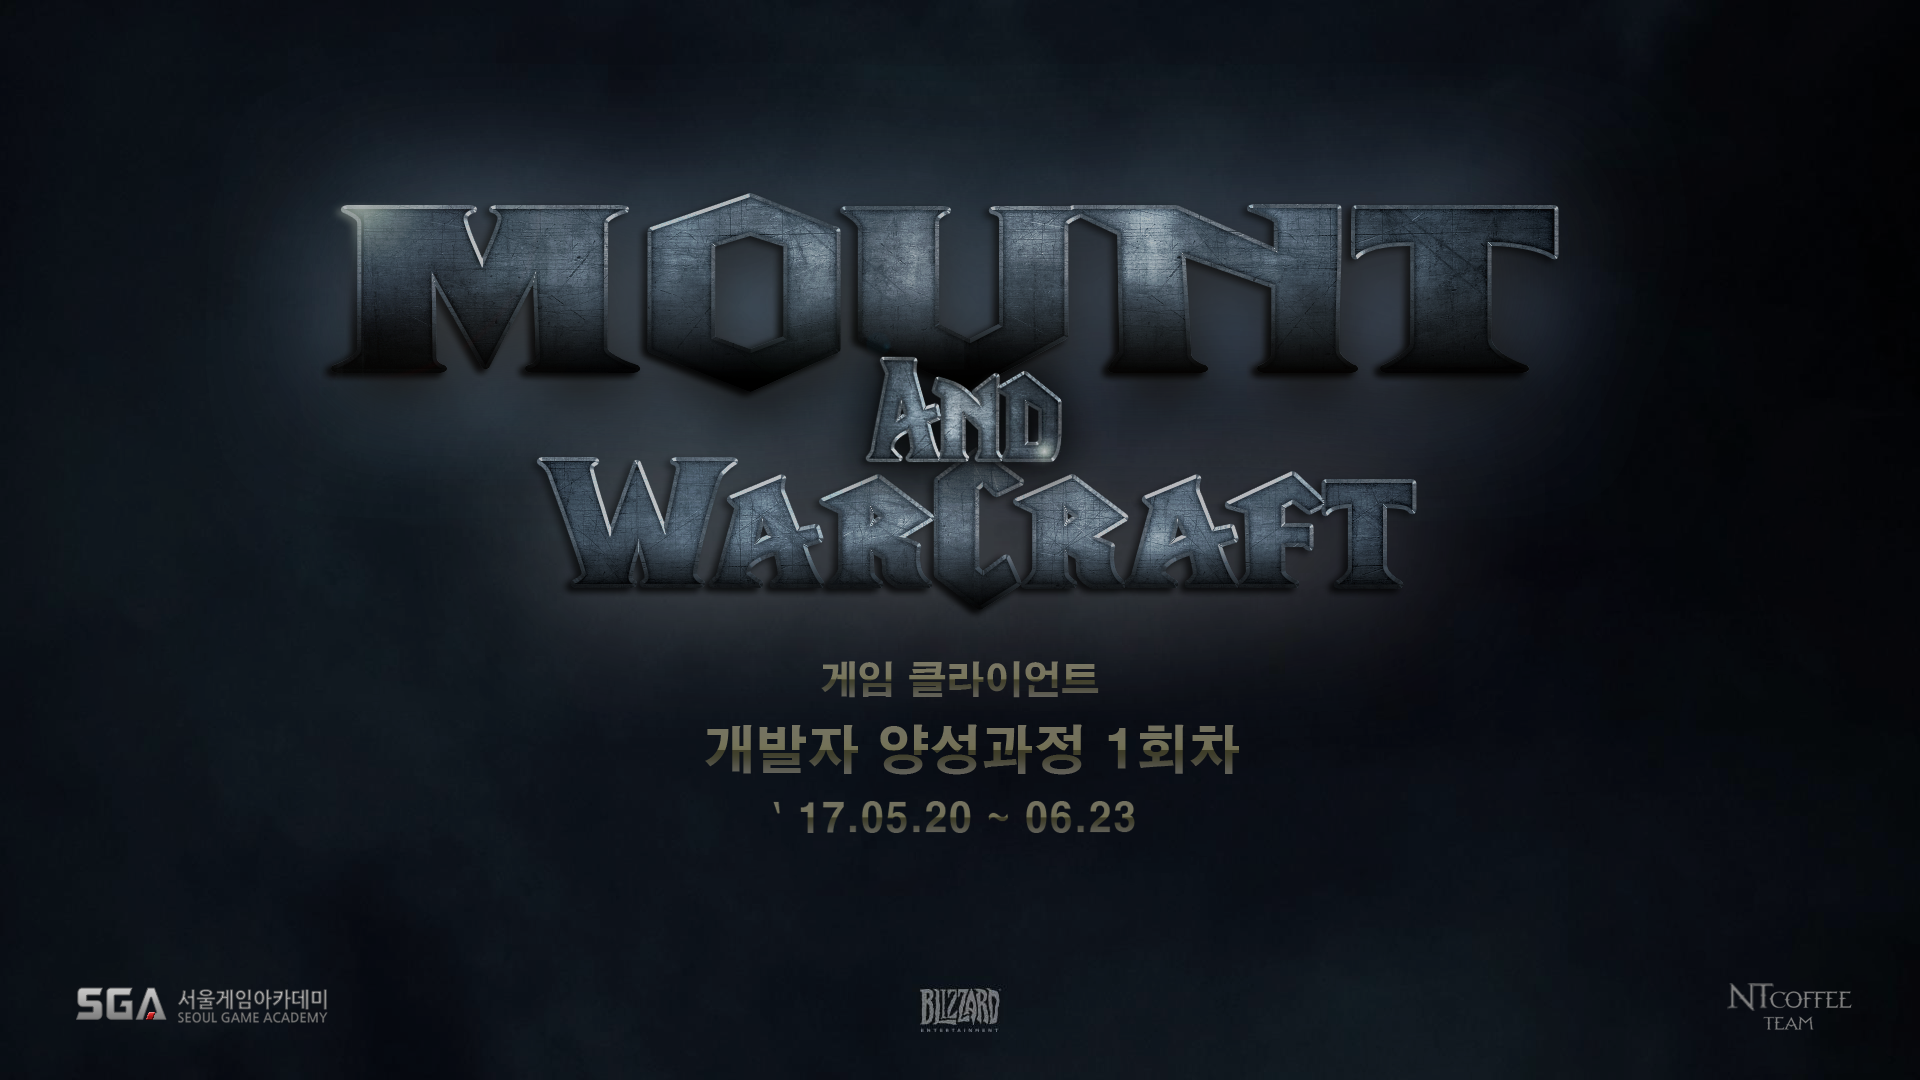 MOUNT
AND
WARCRAFT
게임 클라이언트
개발자 양성과정 1회차
‵ 17.05.20 ~ 06.23
SGA 서울게임아카데미
SEOUL GAME ACADEMY
BLIZZARD
ENTERTAINMENT
NTCOFFEE
TEAM